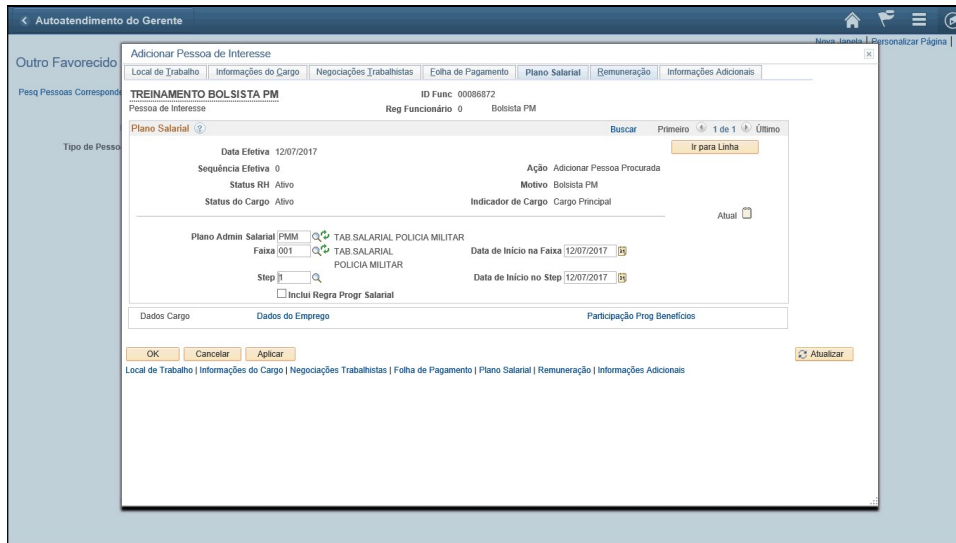 Autoatendimento do Gerente
Nova Janela | Personalizar Página |
Outro Favorecido
Pesq Pessoas Corresponde
Tipo de Pesso
Adicionar Pessoa de Interesse
Local de Trabalho Informações do Cargo Negociações Trabalhistas Folha de Pagamento Plano Salarial Remuneração Informações Adicionais
TREINAMENTO BOLSISTA PM ID Func 00086872
Pessoa de Interesse Reg Funcionário 0 Bolsista PM
Plano Salarial Buscar Primeiro 1 de 1 Último
Data Efetiva 12/07/2017 Ir para Linha
Sequência Efetiva 0 Ação Adicionar Pessoa Procurada
Status RH Ativo Motivo Bolsista PM
Status do Cargo Ativo Indicador de Cargo Cargo Principal
Atual
Plano Admin Salarial PMM TAB.SALARIAL POLICIA MILITAR
Faixa 001 TAB.SALARIAL Data de Início na Faixa 12/07/2017
POLICIA MILITAR
Step 1 Data de Início no Step 12/07/2017
Inclui Regra Progr Salarial
Dados Cargo Dados do Emprego Participação Prog Benefícios
OK Cancelar Aplicar Atualizar
Local de Trabalho | Informações do Cargo | Negociações Trabalhistas | Folha de Pagamento | Plano Salarial | Remuneração | Informações Adicionais